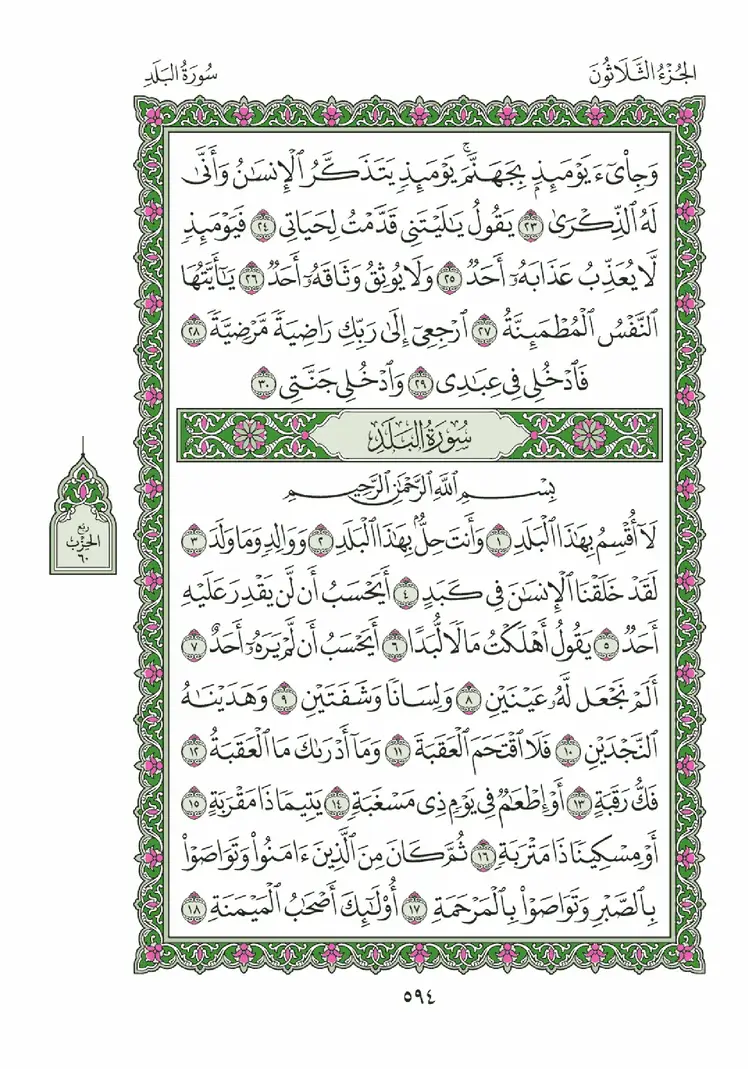 الجُزْءُ الثَّلَاثُونَ
سُورَةُ البَلَدِ
وَجِاْىٓءَ يَوْمَئِذِۭ بِجَهَنَّمَۚ يَوْمَئِذٖ يَتَذَكَّرُ ٱلْإِنسَٰنُ وَأَنَّىٰ
لَهُ ٱلذِّكْرَىٰ ٢٣ يَقُولُ يَٰلَيْتَنِى قَدَّمْتُ لِحَيَاتِى ٢٤ فَيَوْمَئِذٖ
لَّا يُعَذِّبُ عَذَابَهُۥٓ أَحَدٞ ٢٥ وَلَا يُوثِقُ وَثَاقَهُۥٓ أَحَدٞ ٢٦ يَٰٓأَيَّتُهَا
ٱلنَّفْسُ ٱلْمُطْمَئِنَّةُ ٢٧ ٱرْجِعِىٓ إِلَىٰ رَبِّكِ رَاضِيَةٗ مَّرْضِيَّةٗ ٢٨
فَٱدْخُلِى فِى عِبَٰدِى ٢٩ وَٱدْخُلِى جَنَّتِى ٣٠
سُورَةُ البَلَدِ
بِسْمِ ٱللَّهِ ٱلرَّحْمَٰنِ ٱلرَّحِيمِ
لَآ أُقْسِمُ بِهَٰذَا ٱلْبَلَدِ ١ وَأَنتَ حِلُّۢ بِهَٰذَا ٱلْبَلَدِ ٢ وَوَالِدٖ وَمَا وَلَدَ ٣
لَقَدْ خَلَقْنَا ٱلْإِنسَٰنَ فِى كَبَدٍ ٤ أَيَحْسَبُ أَن لَّن يَقْدِرَ عَلَيْهِ
أَحَدٞ ٥ يَقُولُ أَهْلَكْتُ مَالٗا لُّبَدًا ٦ أَيَحْسَبُ أَن لَّمْ يَرَهُۥٓ أَحَدٌ ٧
أَلَمْ نَجْعَل لَّهُۥ عَيْنَيْنِ ٨ وَلِسَانٗا وَشَفَتَيْنِ ٩ وَهَدَيْنَٰهُ
ٱلنَّجْدَيْنِ ١٠ فَلَا ٱقْتَحَمَ ٱلْعَقَبَةَ ١١ وَمَآ أَدْرَىٰكَ مَا ٱلْعَقَبَةُ ١٢
فَكُّ رَقَبَةٍ ١٣ أَوْ إِطْعَٰمٞ فِى يَوْمٖ ذِى مَسْغَبَةٖ ١٤ يَتِيمٗا ذَا مَقْرَبَةٍ ١٥
أَوْ مِسْكِينٗا ذَا مَتْرَبَةٖ ١٦ ثُمَّ كَانَ مِنَ ٱلَّذِينَ ءَامَنُوا۟ وَتَوَاصَوْا۟
بِٱلصَّبْرِ وَتَوَاصَوْا۟ بِٱلْمَرْحَمَةِ ١٧ أُو۟لَٰٓئِكَ أَصْحَٰبُ ٱلْمَيْمَنَةِ ١٨
رُبْع
الحِزْب
٦٠
٥٩٤